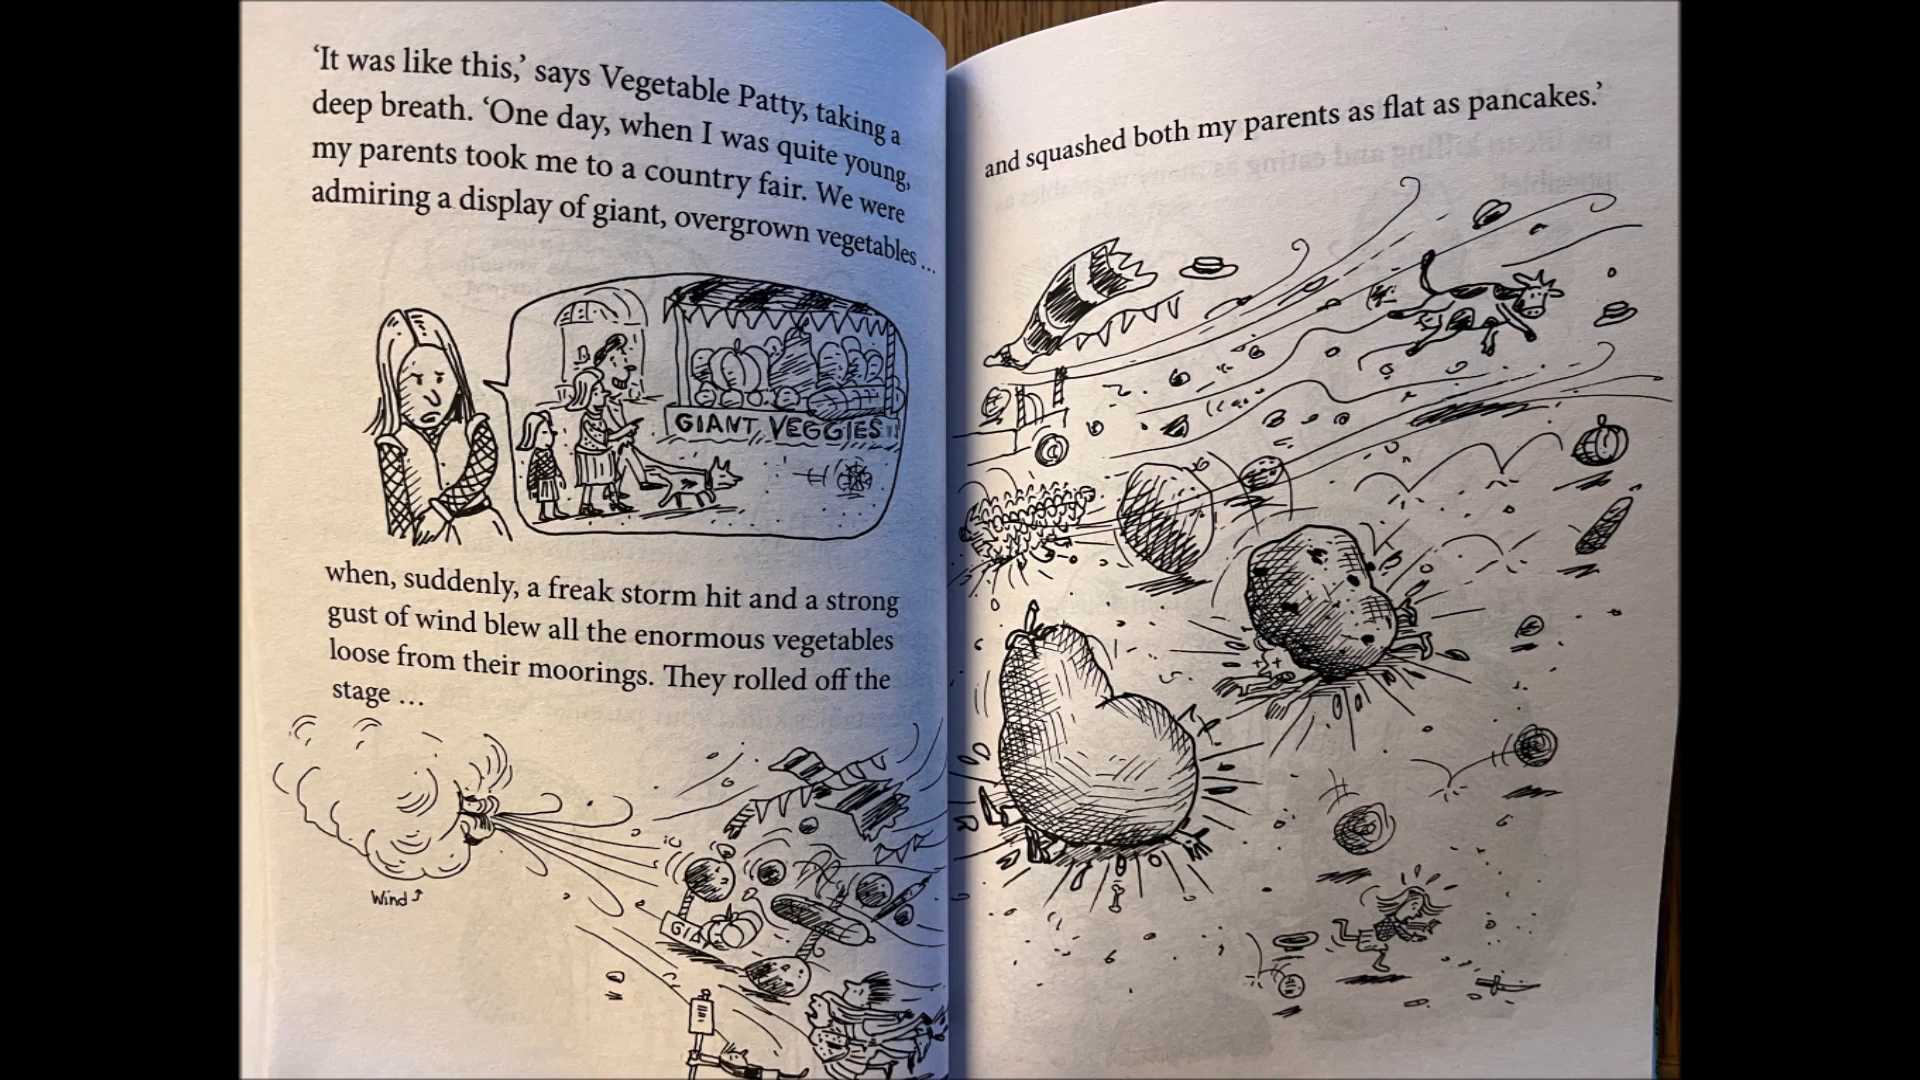 ‘It was like this,’ says Vegetable Patty, taking a
deep breath. ‘One day, when I was quite young,
my parents took me to a country fair. We were
admiring a display of giant, overgrown vegetables …
GIANT VEGGIES
when, suddenly, a freak storm hit and a strong
gust of wind blew all the enormous vegetables
loose from their moorings. They rolled off the
stage …
Wind
GIA
and squashed both my parents as flat as pancakes.’